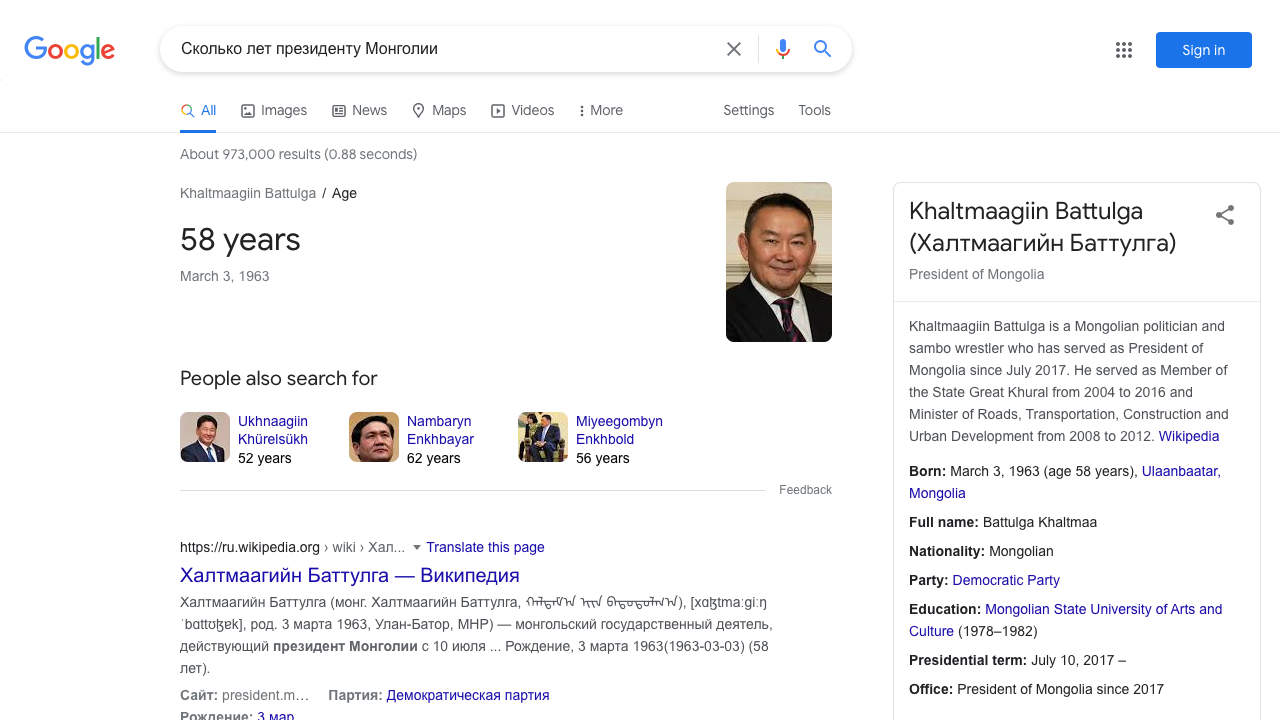 Google
Сколько лет президенту Монголии
Sign in
All
Images
News
Maps
Videos
More
Settings
Tools
About 973,000 results (0.88 seconds)
Khaltmaagiin Battulga / Age
58 years
March 3, 1963
People also search for
Ukhnaagiin
Khürelsükh
52 years
Nambaryn
Enkhbayar
62 years
Miyeegombyn
Enkhbold
56 years
Feedback
https://ru.wikipedia.org › wiki › Хал... Translate this page
Халтмаагийн Баттулга — Википедия
Халтмаагийн Баттулга (монг. Халтмаагийн Баттулга,
ˈbɑttʊɮɐk], род. 3 марта 1963, Улан-Батор, МНР) — монгольский государственный деятель,
действующий президент Монголии с 10 июля ... Рождение, 3 марта 1963(1963-03-03) (58
лет).
Сайт: president.m… Партия: Демократическая партия
Рождение: 3 мар
Khaltmaagiin Battulga
(Халтмаагийн Баттулга)
President of Mongolia
Khaltmaagiin Battulga is a Mongolian politician and
sambo wrestler who has served as President of
Mongolia since July 2017. He served as Member of
the State Great Khural from 2004 to 2016 and
Minister of Roads, Transportation, Construction and
Urban Development from 2008 to 2012. Wikipedia
Born: March 3, 1963 (age 58 years), Ulaanbaatar,
Mongolia
Full name: Battulga Khaltmaa
Nationality: Mongolian
Party: Democratic Party
Education: Mongolian State University of Arts and
Culture (1978–1982)
Presidential term: July 10, 2017 –
Office: President of Mongolia since 2017